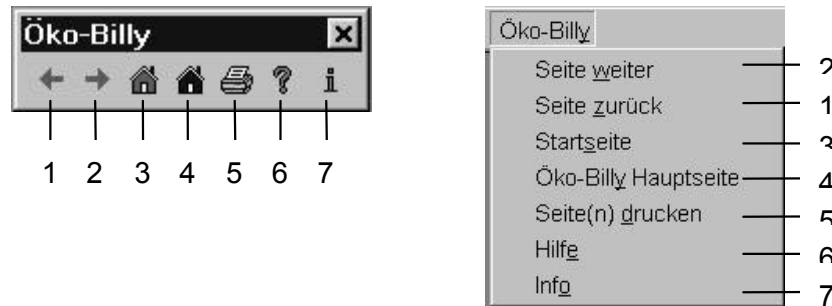 Öko-Billy
1 2 3 4 5 6 7
Öko-Billy
Seite weiter 2
Seite zurück 1
Startseite 3
Öko-Billy Hauptseite 4
Seite(n) drucken 5
Hilfe 6
Info 7